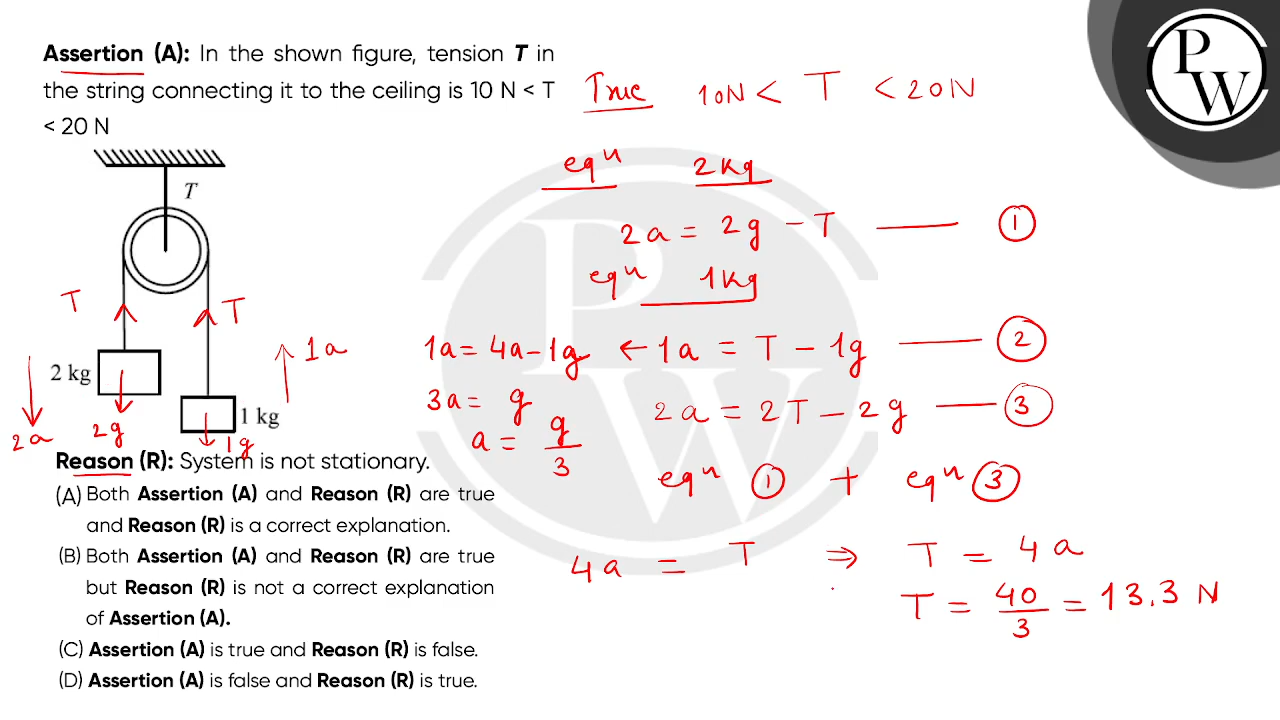 Assertion (A): In the shown figure, tension T in
the string connecting it to the ceiling is 10 N < T
< 20 N
True 10N < T < 20N
PW
T
eqⁿ 2kg
2a = 2g - T —— ①
eqⁿ 1kg
T T
1a
1a = 4a - 1g ← 1a = T - 1g —— ②
2 kg
3a = g
2a = 2T - 2g —— ③
1 kg
2a 2g 1g
a = g/3
Reason (R): System is not stationary.
eqⁿ ① + eqⁿ ③
(A) Both Assertion (A) and Reason (R) are true
and Reason (R) is a correct explanation.
(B) Both Assertion (A) and Reason (R) are true
but Reason (R) is not a correct explanation
of Assertion (A).
4a = T ⇒ T = 4a
T = 40/3 = 13.3 N
(C) Assertion (A) is true and Reason (R) is false.
(D) Assertion (A) is false and Reason (R) is true.
PW